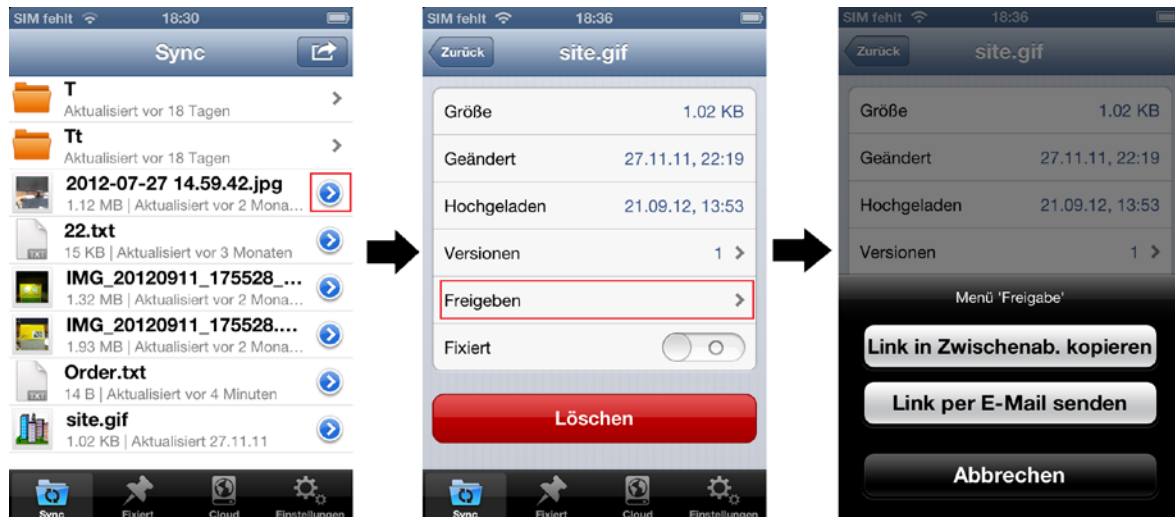 SIM fehlt 18:30
Sync
T
Aktualisiert vor 18 Tagen
Tt
Aktualisiert vor 18 Tagen
2012-07-27 14.59.42.jpg
1.12 MB | Aktualisiert vor 2 Mona...
22.txt
15 KB | Aktualisiert vor 3 Monaten
IMG_20120911_175528_...
1.32 MB | Aktualisiert vor 2 Mona...
IMG_20120911_175528....
1.93 MB | Aktualisiert vor 2 Mona...
Order.txt
14 B | Aktualisiert vor 4 Minuten
site.gif
1.02 KB | Aktualisiert 27.11.11
Sync Fixiert Cloud Einstellungen
SIM fehlt 18:36
Zurück site.gif
Größe 1.02 KB
Geändert 27.11.11, 22:19
Hochgeladen 21.09.12, 13:53
Versionen 1
Freigeben
Fixiert
Löschen
Sync Fixiert Cloud Einstellungen
SIM fehlt 18:36
Zurück site.gif
Größe 1.02 KB
Geändert 27.11.11, 22:19
Hochgeladen 21.09.12, 13:53
Versionen 1
Menü 'Freigabe'
Link in Zwischenab. kopieren
Link per E-Mail senden
Abbrechen